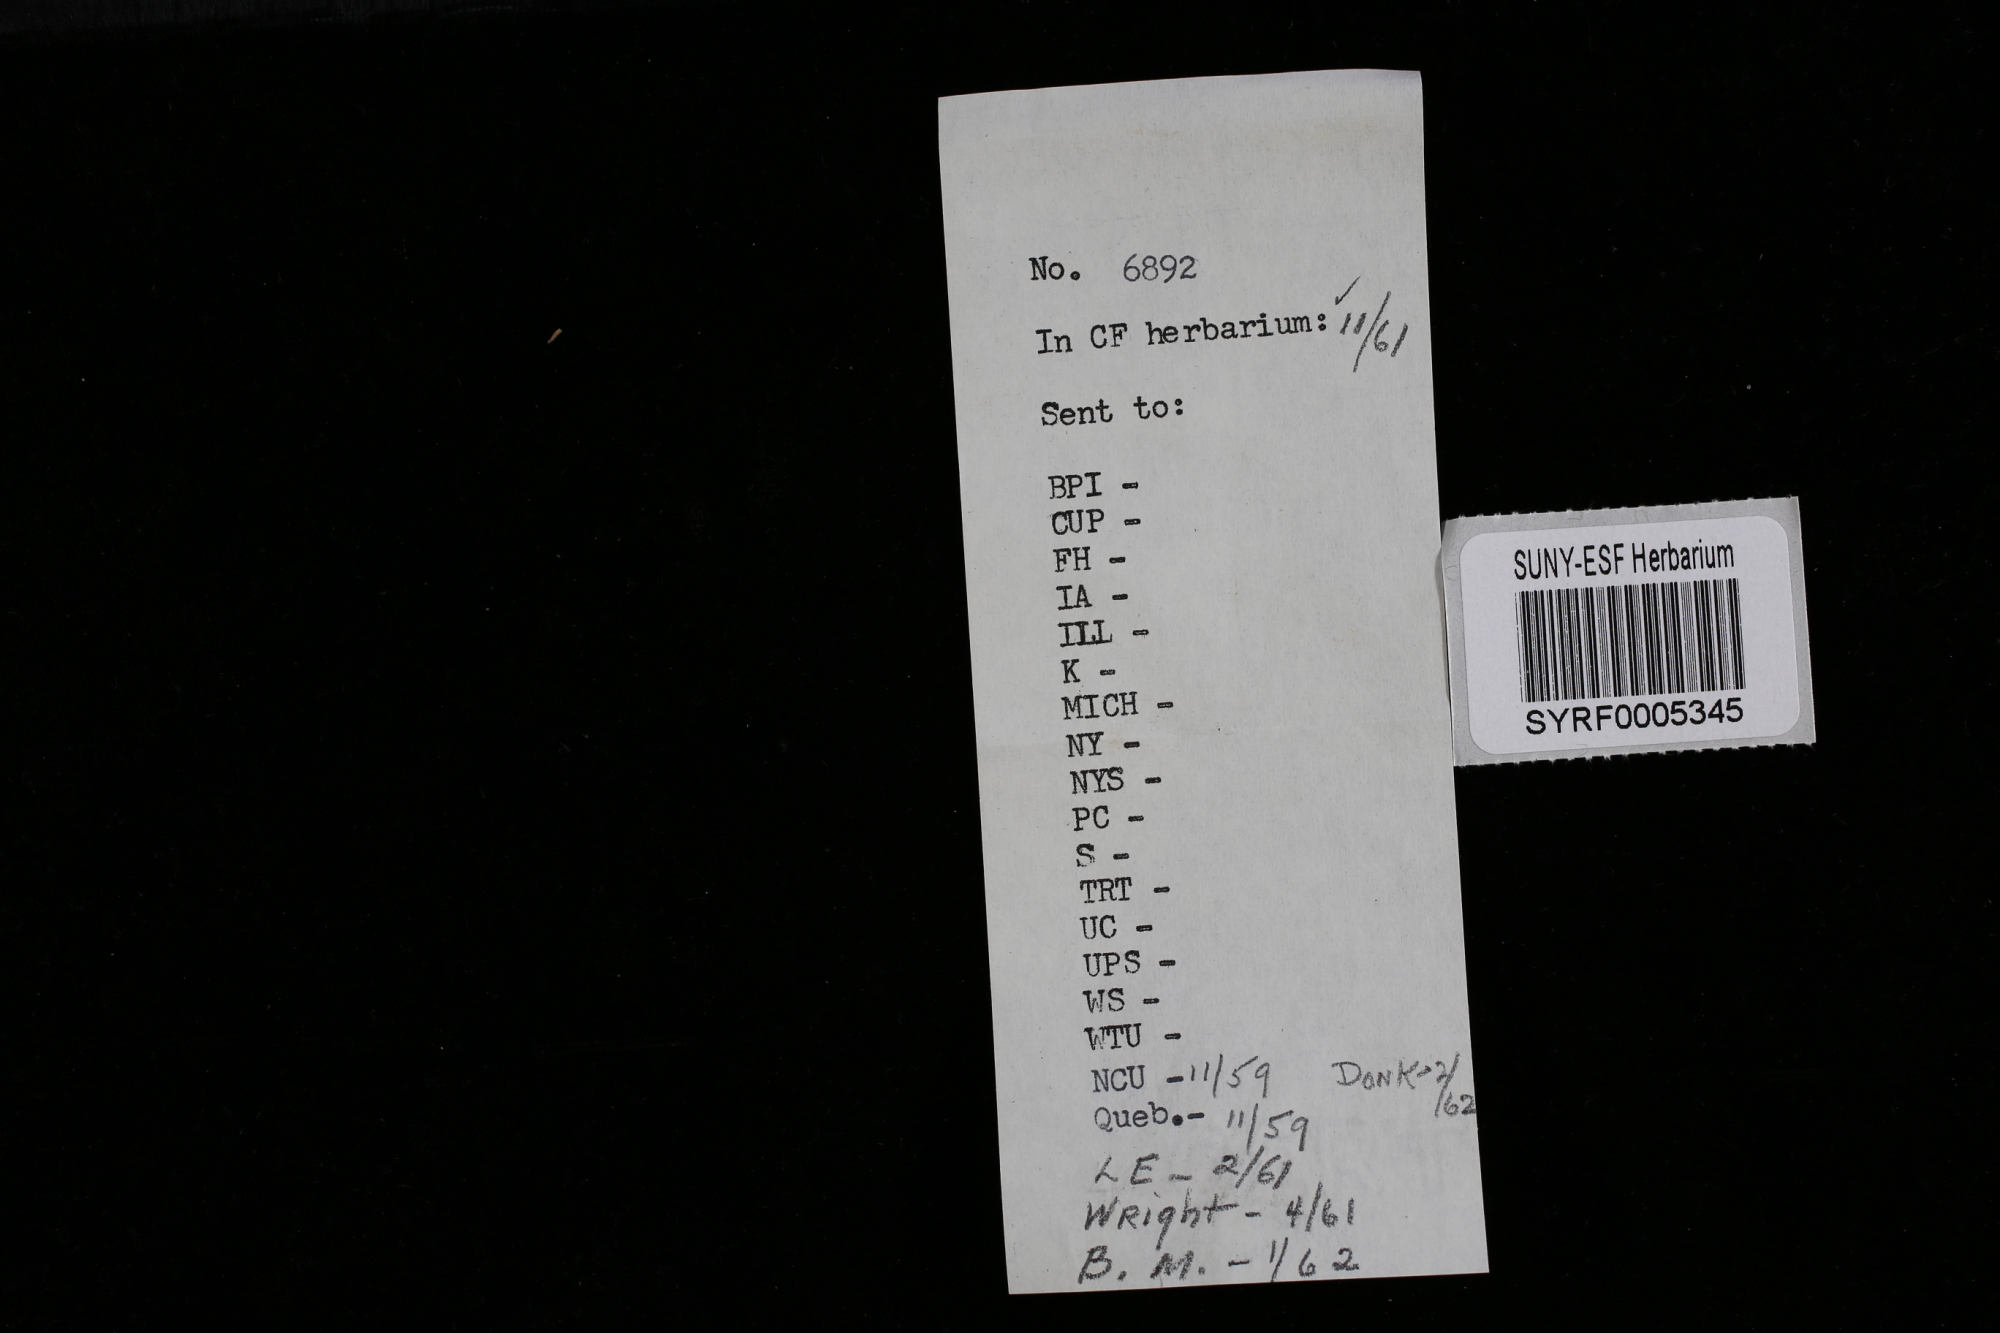 No. 6892
In CF herbarium: ✓ 11/61
Sent to:
BPI -
CUP -
FH -
IA -
ILL -
K -
MICH -
NY -
NYS -
PC -
S -
TRT -
UC -
UPS -
WS -
WTU -
NCU - 11/59
Donk - 2/62
Queb. - 11/59
LE - 2/61
Wright - 4/61
B. M. - 1/62
SUNY-ESF Herbarium
SYRF0005345